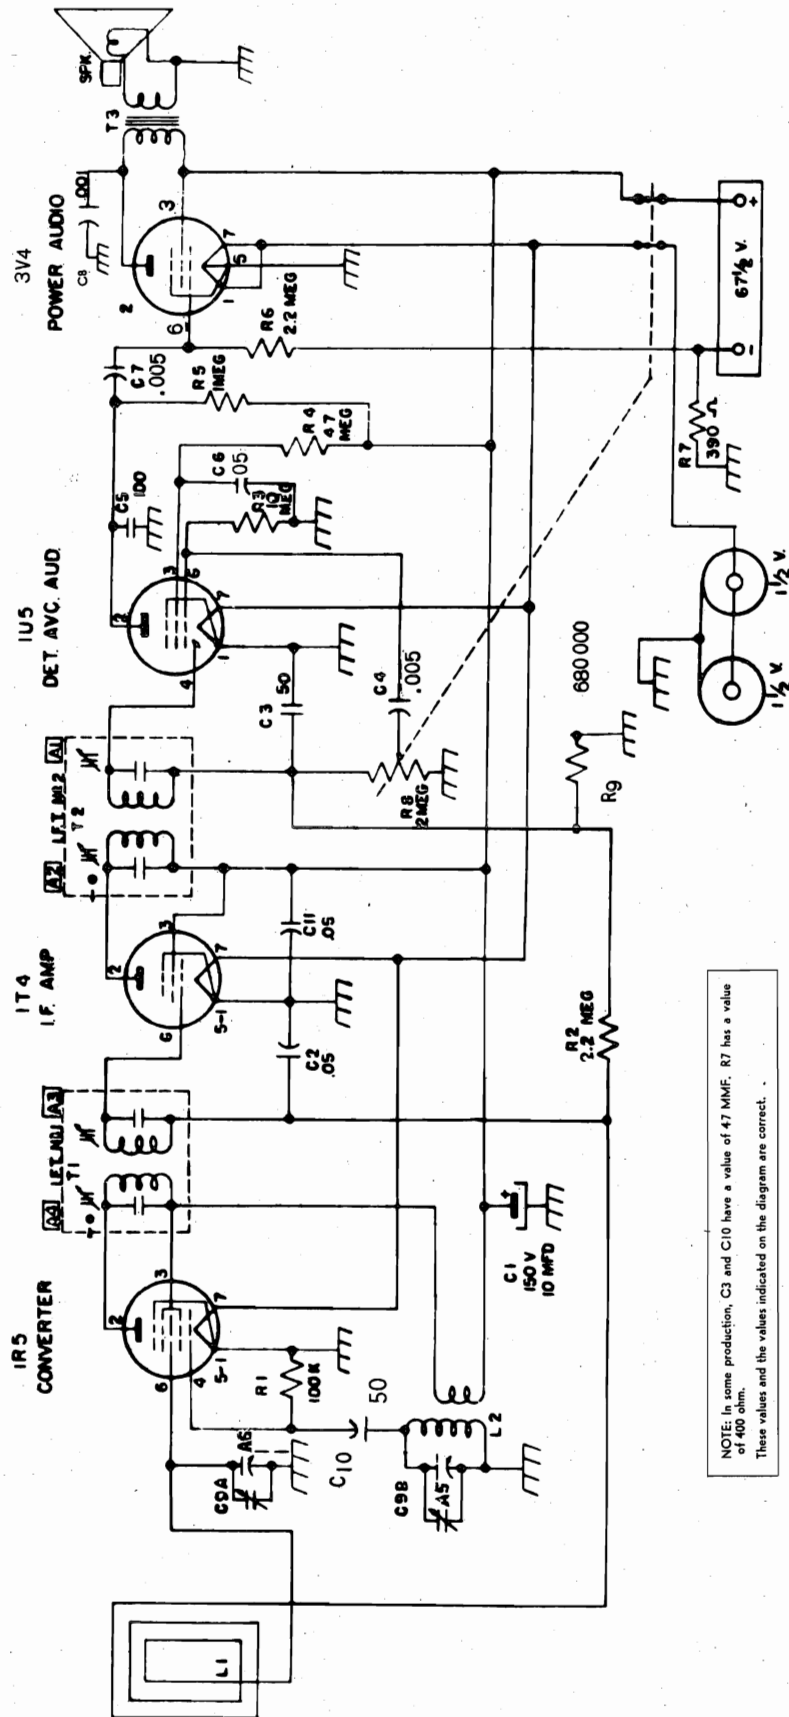 1R5
CONVERTER
1T4
I.F. AMP
1U5
DET. AVC. AUD.
3V4
POWER AUDIO
A4
I.F.T. NO.1
A3
T1
A2
I.F.T. NO.2
A1
T2
C8
.001
T3
SPK.
2
3
6
4
5-1
7
2
3
6
5-1
7
2
3
6
4
1
7
2
3
6
1
5
7
C5
100
C7
.005
R5
1MEG
R6
2.2 MEG
R4
47
MEG
C6
.05
R3
10
MEG
C3
50
C4
.005
C11
.05
C2
.05
R1
100K
A6
C9A
C10
50
C9B
A5
L2
L1
C1
150V
10 MFD
R2
2.2 MEG
R8
2MEG
R9
680000
R7
390 Ω
-
+
67½ V.
1½ V.
1½ V.
NOTE: In some production, C3 and C10 have a value of 47 MMF. R7 has a value
of 400 ohm.
These values and the values indicated on the diagram are correct.